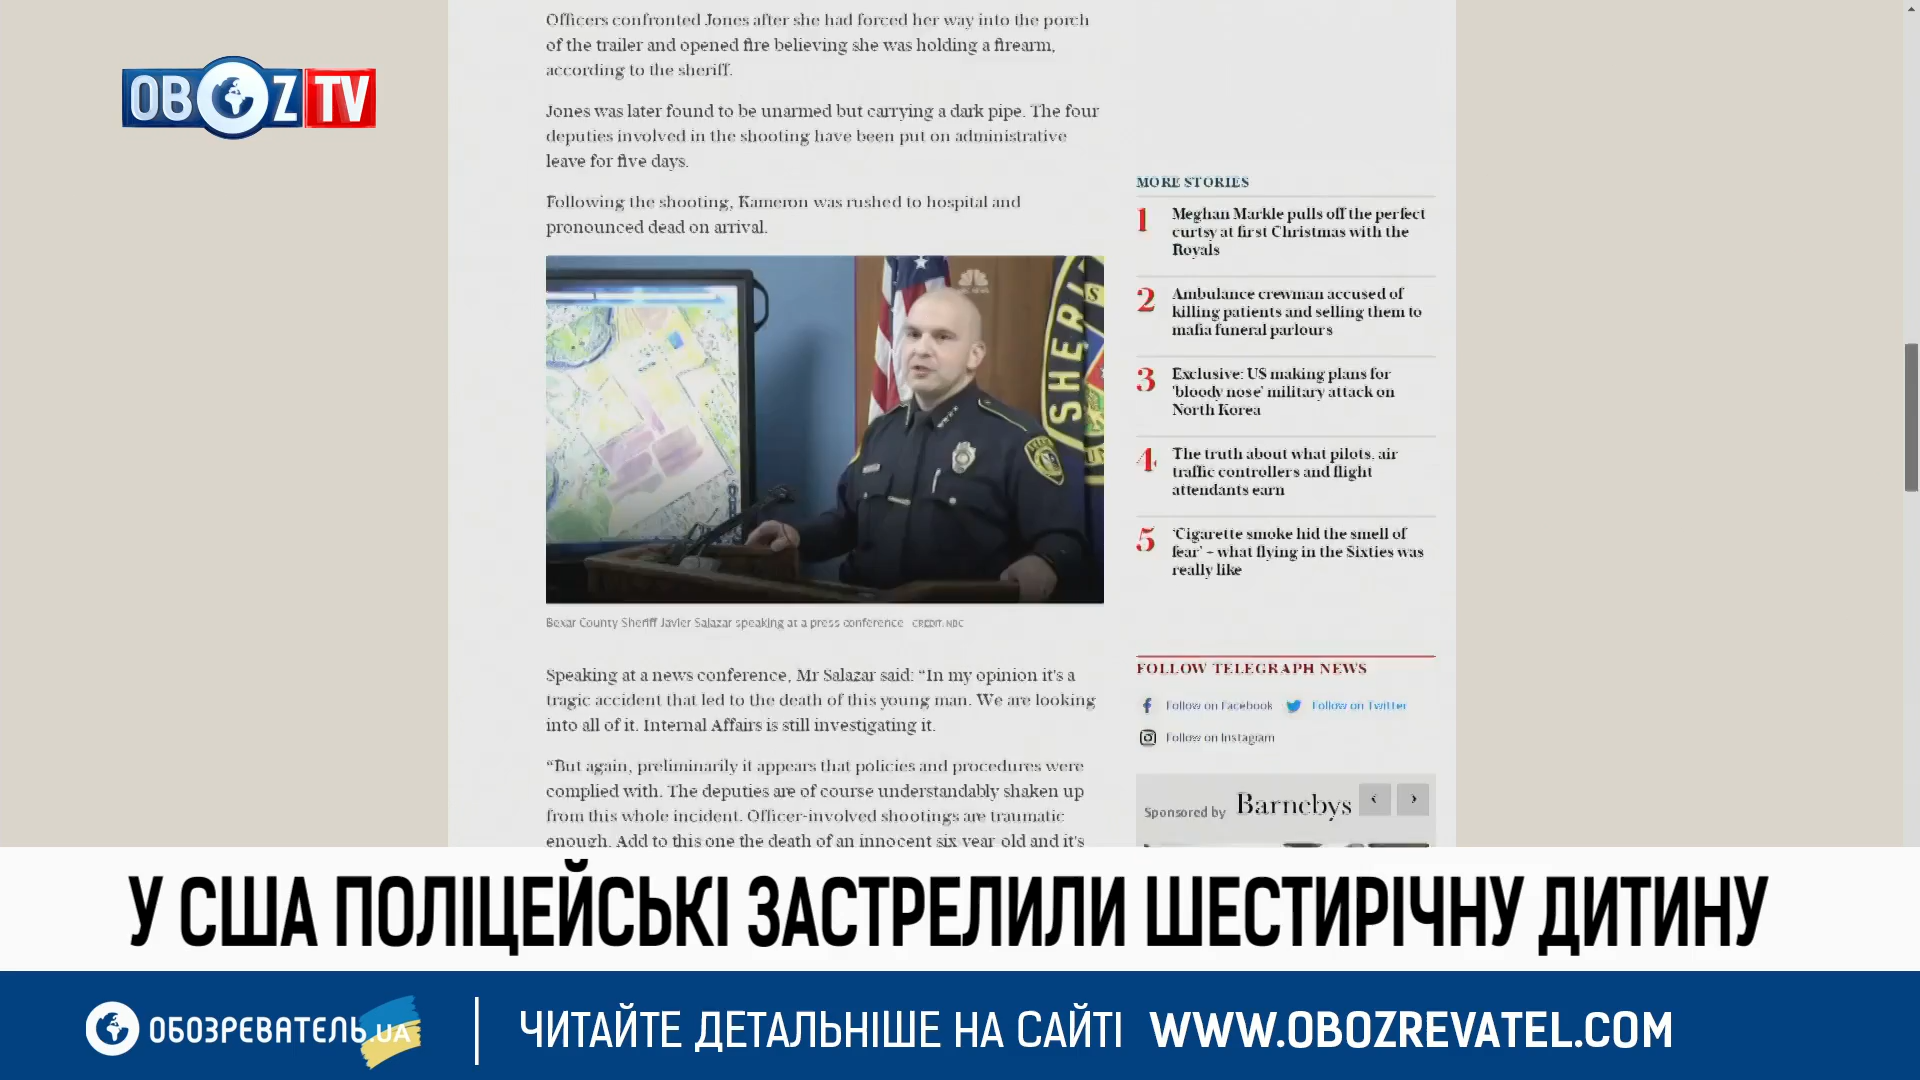 OBOZ TV
Officers confronted Jones after she had forced her way into the porch
of the trailer and opened fire believing she was holding a firearm,
according to the sheriff.
Jones was later found to be unarmed but carrying a dark pipe. The four
deputies involved in the shooting have been put on administrative
leave for five days.
Following the shooting, Kameron was rushed to hospital and
pronounced dead on arrival.
NBC NEWS
SHERI
S
Bexar County Sheriff Javier Salazar speaking at a press conference CREDIT: NBC
Speaking at a news conference, Mr Salazar said: “In my opinion it's a
tragic accident that led to the death of this young man. We are looking
into all of it. Internal Affairs is still investigating it.
“But again, preliminarily it appears that policies and procedures were
complied with. The deputies are of course understandably shaken up
from this whole incident. Officer-involved shootings are traumatic
enough. Add to this one the death of an innocent six year old and it's
MORE STORIES
1 Meghan Markle pulls off the perfect
curtsy at first Christmas with the
Royals
2 Ambulance crewman accused of
killing patients and selling them to
mafia funeral parlours
3 Exclusive: US making plans for
'bloody nose' military attack on
North Korea
4 The truth about what pilots, air
traffic controllers and flight
attendants earn
5 'Cigarette smoke hid the smell of
fear' - what flying in the Sixties was
really like
FOLLOW TELEGRAPH NEWS
Follow on Facebook Follow on Twitter
Follow on Instagram
Sponsored by Barnebys
У США ПОЛІЦЕЙСЬКІ ЗАСТРЕЛИЛИ ШЕСТИРІЧНУ ДИТИНУ
ОБОЗРЕВАТЕЛЬ.UA
ЧИТАЙТЕ ДЕТАЛЬНІШЕ НА САЙТІ WWW.OBOZREVATEL.COM